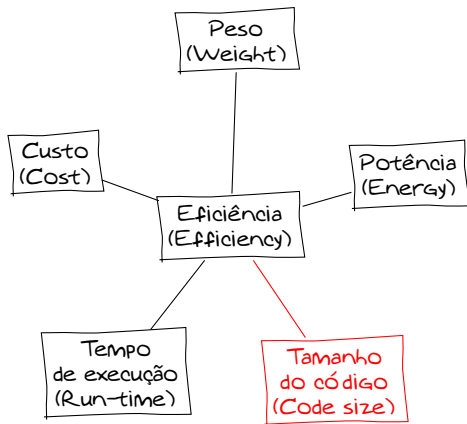 Peso
(Weight)
Custo
(Cost)
Potência
(Energy)
Eficiência
(Efficiency)
Tempo
de execução
(Run-time)
Tamanho
do código
(Code size)